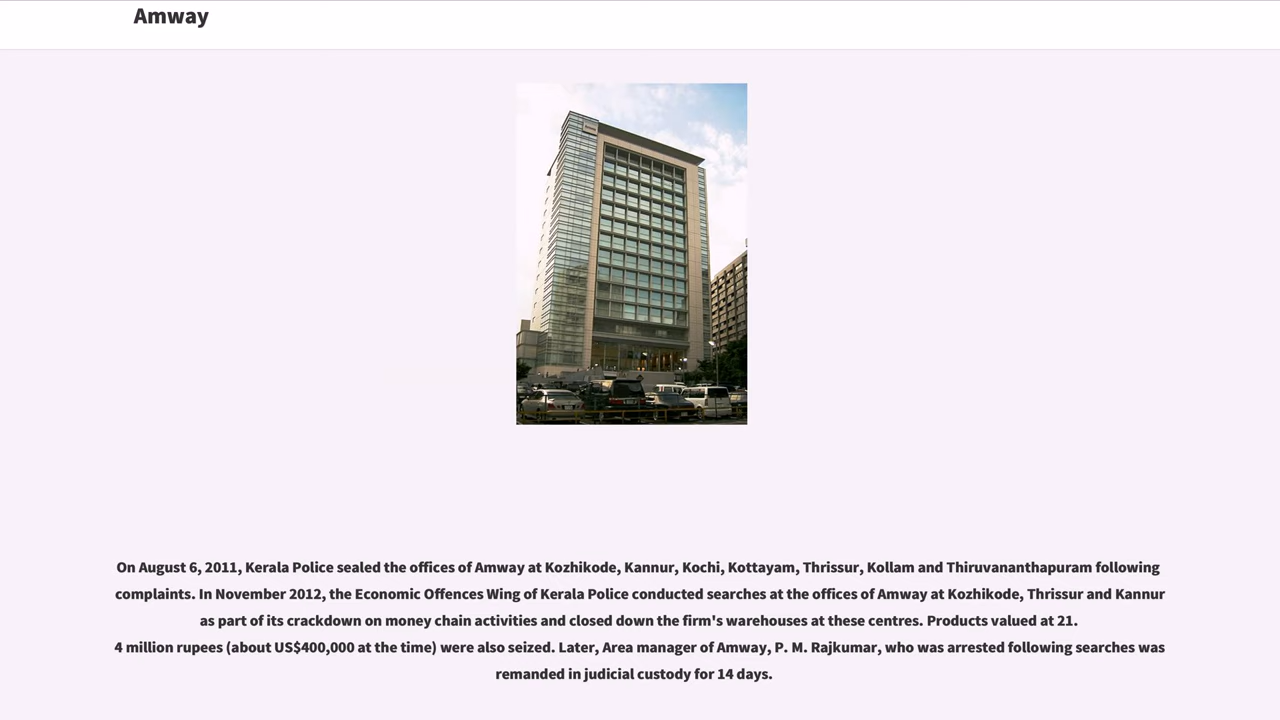 Amway
On August 6, 2011, Kerala Police sealed the offices of Amway at Kozhikode, Kannur, Kochi, Kottayam, Thrissur, Kollam and Thiruvananthapuram following
complaints. In November 2012, the Economic Offences Wing of Kerala Police conducted searches at the offices of Amway at Kozhikode, Thrissur and Kannur
as part of its crackdown on money chain activities and closed down the firm's warehouses at these centres. Products valued at 21.
4 million rupees (about US$400,000 at the time) were also seized. Later, Area manager of Amway, P. M. Rajkumar, who was arrested following searches was
remanded in judicial custody for 14 days.